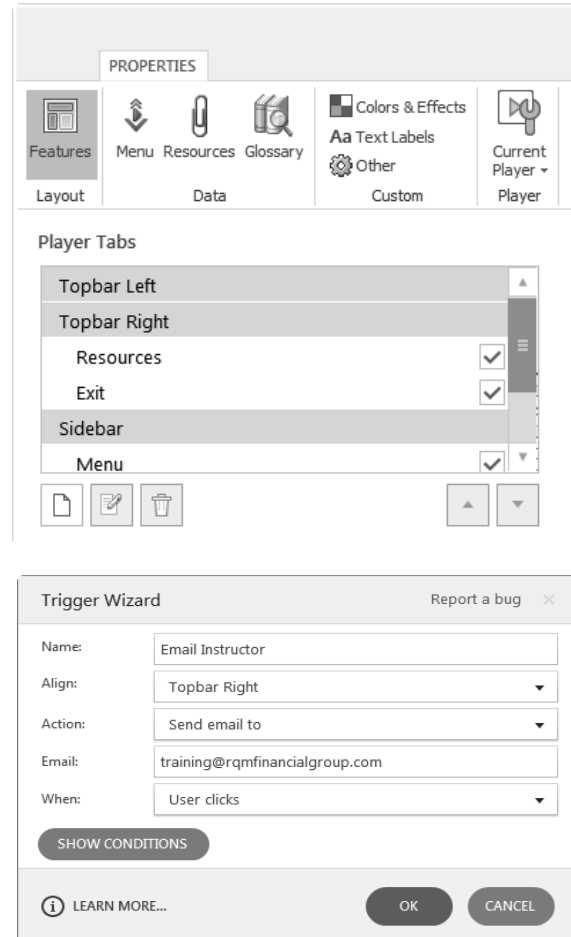 PROPERTIES
Features
Menu Resources Glossary
Colors & Effects
Aa Text Labels
Other
Current
Player
Layout
Data
Custom
Player
Player Tabs
Topbar Left
Topbar Right
Resources
Exit
Sidebar
Menu
Trigger Wizard Report a bug
Name: Email Instructor
Align: Topbar Right
Action: Send email to
Email: training@rqmfinancialgroup.com
When: User clicks
SHOW CONDITIONS
LEARN MORE... OK CANCEL